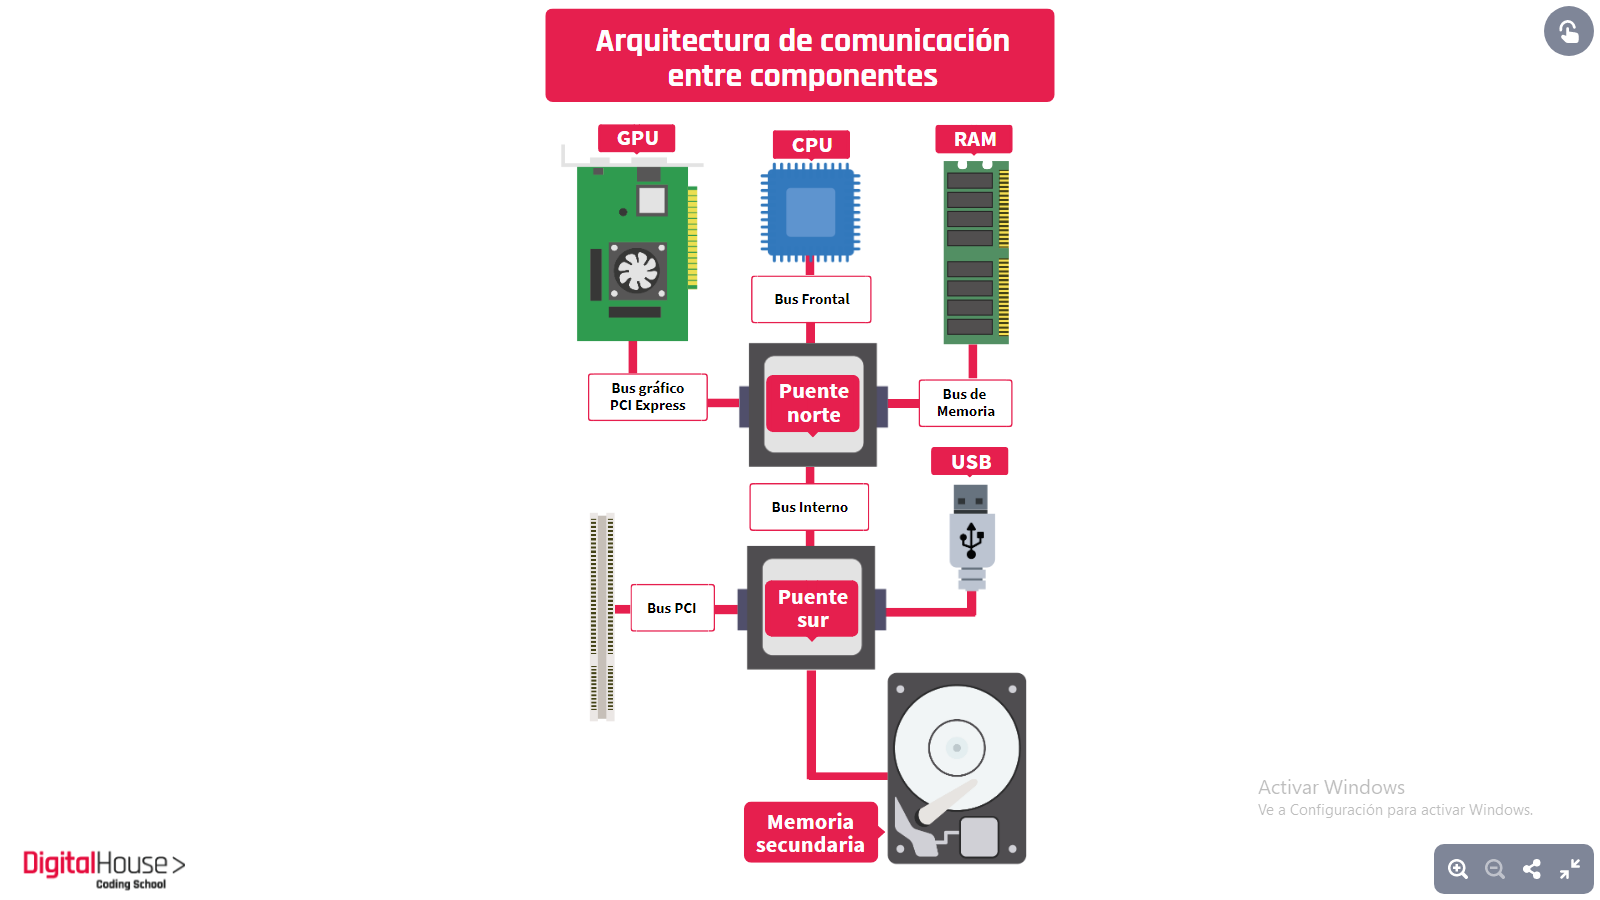 Arquitectura de comunicación
entre componentes
GPU
CPU
RAM
Bus Frontal
Bus gráfico
PCI Express
Puente
norte
Bus de
Memoria
USB
Bus Interno
Bus PCI
Puente
sur
Memoria
secundaria
Activar Windows
Ve a Configuración para activar Windows.
DigitalHouse>
Coding School